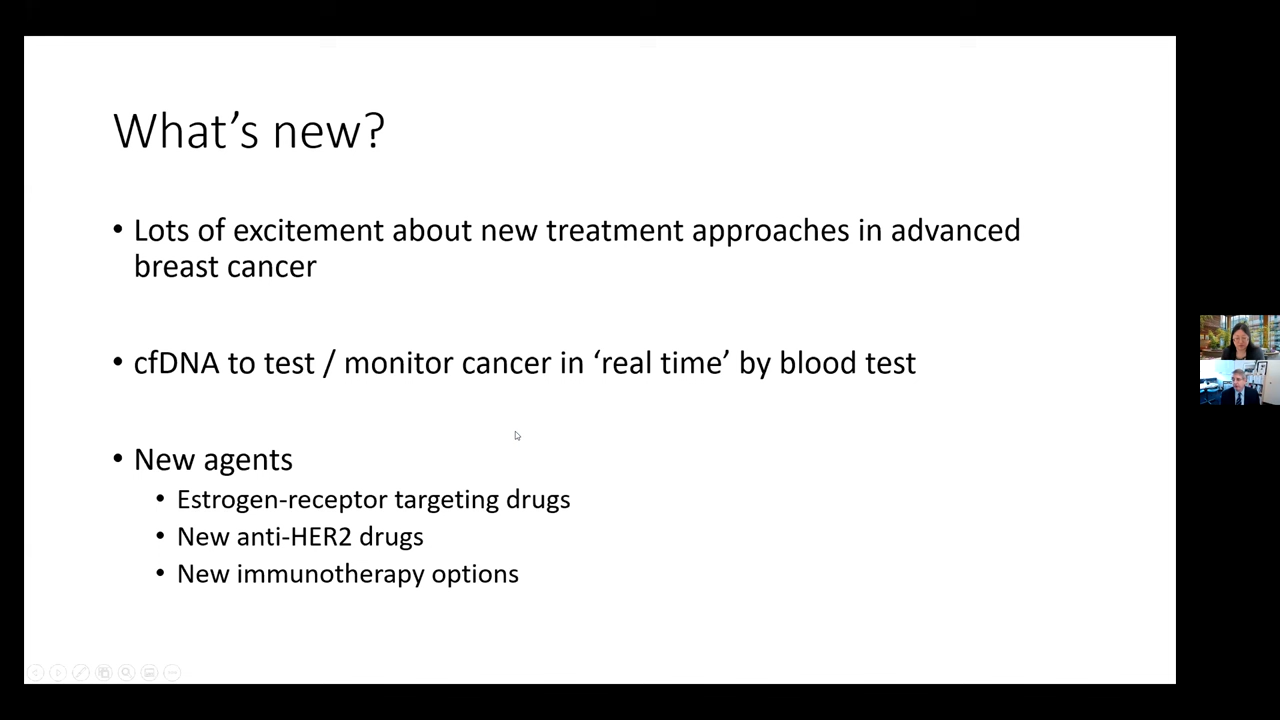 What’s new?
• Lots of excitement about new treatment approaches in advanced
breast cancer
• cfDNA to test / monitor cancer in ‘real time’ by blood test
• New agents
• Estrogen-receptor targeting drugs
• New anti-HER2 drugs
• New immunotherapy options